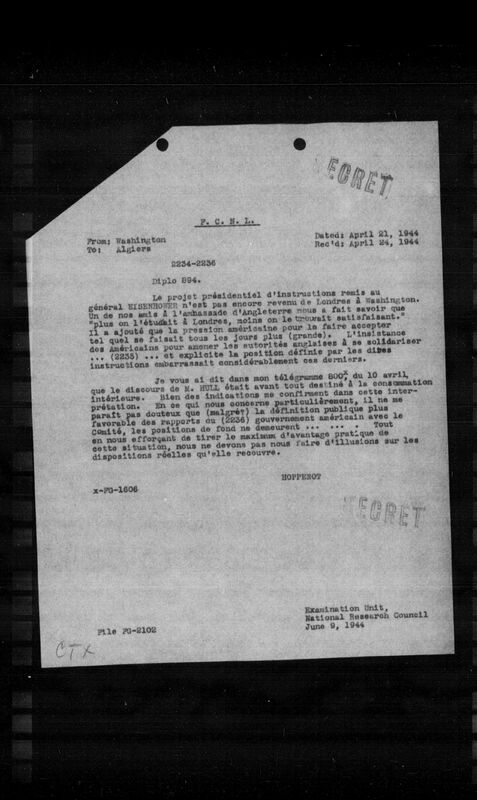 SECRET
F. C. N. L.
From: Washington
To: Algiers
Dated: April 21, 1944
Rec'd: April 24, 1944
2234-2236
Diplo 894.
Le projet présidentiel d'instructions remis au
général EISENHOWER n'est pas encore revenu de Londres à Washington.
Un de nos amis à l'ambassade d'Angleterre nous a fait savoir que
"plus on l'étudait à Londres, moins on le trouvait satisfaisant."
Il a ajouté que la pression américaine pour la faire accepter
tel quel se faisait tous les jours plus (grande). L'insistance
des Américains pour amener les autorités anglaises à se solidariser
... (2235) ... et explicite la position définie par les dites
instructions embarrassait considérablement ces derniers.
Je vous ai dit dans mon télégramme 800 du 10 avril,
que le discours de M. HULL était avant tout destiné à la consommation
intérieure. Bien des indications me confirment dans cette inter-
prétation. En ce qui nous concerne particulièrement, il ne me
paraît pas douteux que (malgré?) la définition publique plus
favorable des rapports du (2236) gouvernement américain avec le
Comité, les positions de fond ne demeurent ... ... . Tout
en nous efforçant de tirer le maximum d'avantage pratique de
cette situation, nous ne devons pas nous faire d'illusions sur les
dispositions réelles qu'elle recouvre.
HOPPENOT
x-FG-1606
SECRET
Examination Unit,
National Research Council
June 9, 1944
File FG-2102
CTX